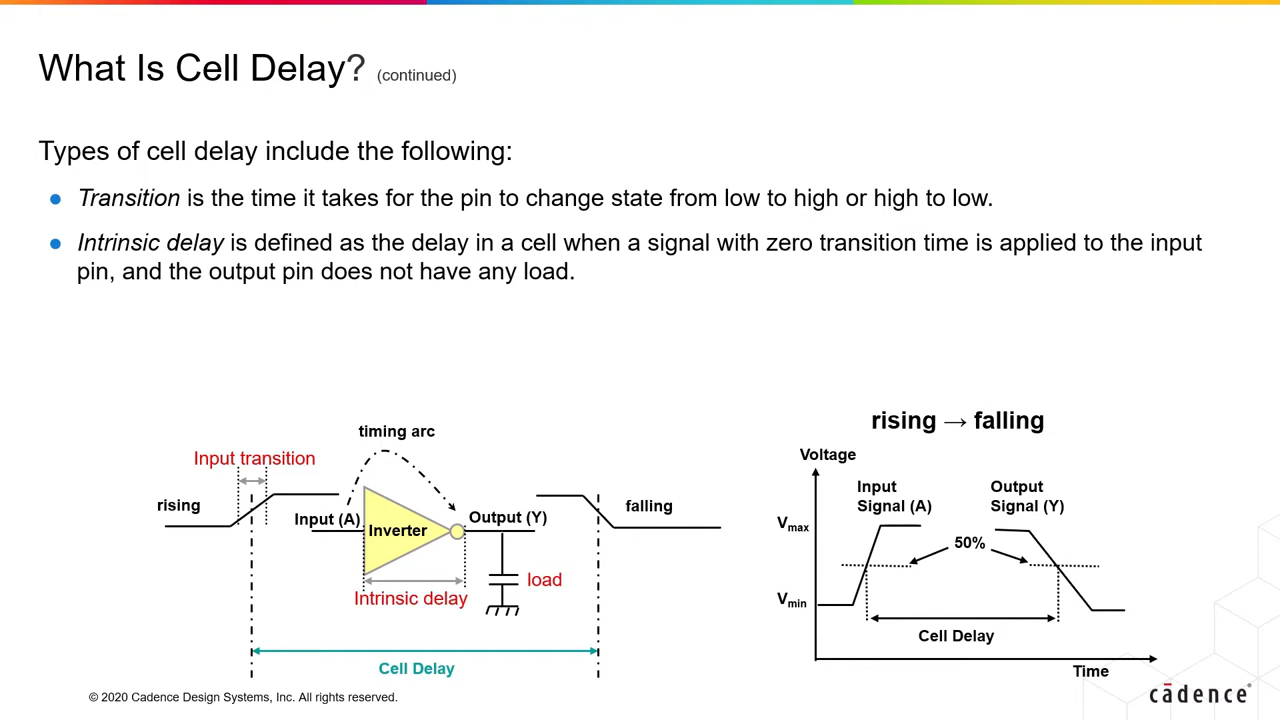 What Is Cell Delay? (continued)
Types of cell delay include the following:
● Transition is the time it takes for the pin to change state from low to high or high to low.
● Intrinsic delay is defined as the delay in a cell when a signal with zero transition time is applied to the input
pin, and the output pin does not have any load.
timing arc
Input transition
rising
Input (A)
Inverter
Output (Y)
falling
load
Intrinsic delay
Cell Delay
rising → falling
Voltage
Input
Signal (A)
Output
Signal (Y)
Vmax
50%
Vmin
Cell Delay
Time
© 2020 Cadence Design Systems, Inc. All rights reserved.
cādence®